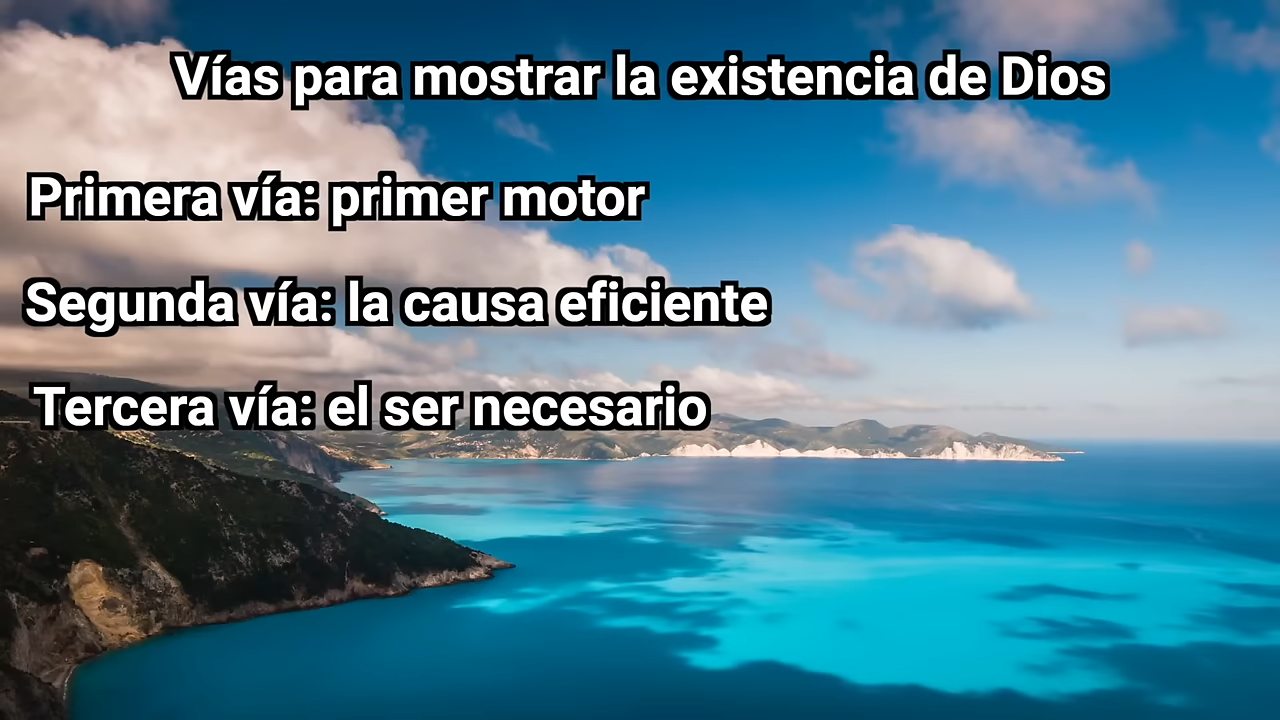 Vías para mostrar la existencia de Dios
Primera vía: primer motor
Segunda vía: la causa eficiente
Tercera vía: el ser necesario